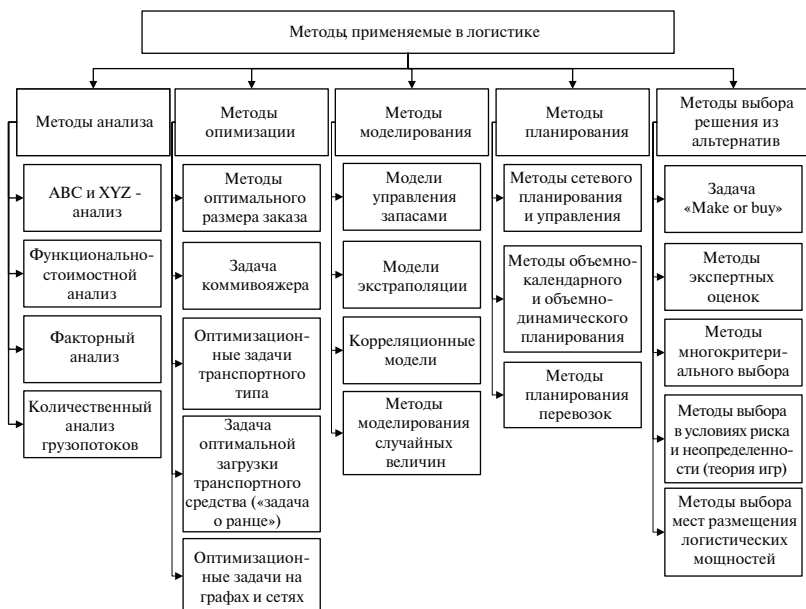 Методы, применяемые в логистике
Методы анализа
ABC и XYZ -
анализ
Функционально-
стоимостной
анализ
Факторный
анализ
Количественный
анализ
грузопотоков
Методы
опимизации
Методы
оптимального
размера заказа
Задача
коммивояжера
Оптимизацион-
ные задачи
транспортного
типа
Задача
оптимальной
загрузки
транспортного
средства («задача
о ранце»)
Оптимизацион-
ные задачи на
графах и сетях
Методы
моделирования
Модели
управления
запасами
Модели
экстраполяции
Корреляционные
модели
Методы
моделирования
случайных
величин
Методы
планирования
Методы сетевого
планирования
и управления
Методы объемно-
календарного
и объемно-
динамического
планирования
Методы
планирования
перевозок
Методы выбора
решения из
альтернатив
Задача
«Make or buy»
Методы
экспертных
оценок
Методы
многокритери-
ального выбора
Методы выбора
в условиях риска
и неопределенно-
сти (теория игр)
Методы выбора
мест размещения
логистических
мощностей